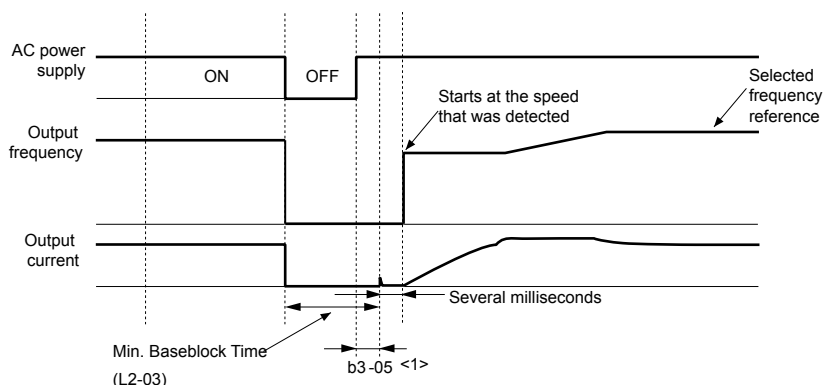 AC power
supply
ON
OFF
Starts at the speed
that was detected
Selected
frequency
reference
Output
frequency
Output
current
Several milliseconds
Min. Baseblock Time
(L2-03)
b3 -05 <1>